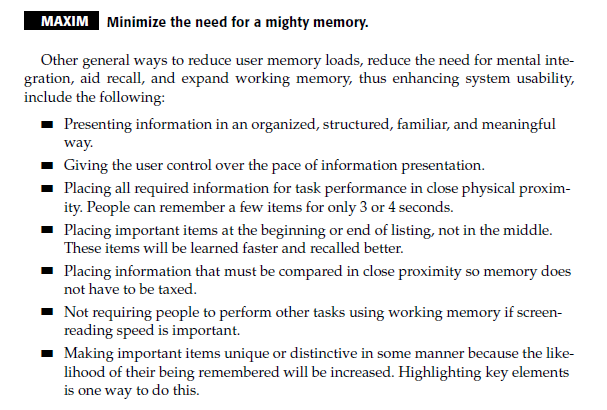 MAXIM Minimize the need for a mighty memory.
Other general ways to reduce user memory loads, reduce the need for mental inte-
gration, aid recall, and expand working memory, thus enhancing system usability,
include the following:
■ Presenting information in an organized, structured, familiar, and meaningful
way.
■ Giving the user control over the pace of information presentation.
■ Placing all required information for task performance in close physical proxim-
ity. People can remember a few items for only 3 or 4 seconds.
■ Placing important items at the beginning or end of listing, not in the middle.
These items will be learned faster and recalled better.
■ Placing information that must be compared in close proximity so memory does
not have to be taxed.
■ Not requiring people to perform other tasks using working memory if screen-
reading speed is important.
■ Making important items unique or distinctive in some manner because the like-
lihood of their being remembered will be increased. Highlighting key elements
is one way to do this.